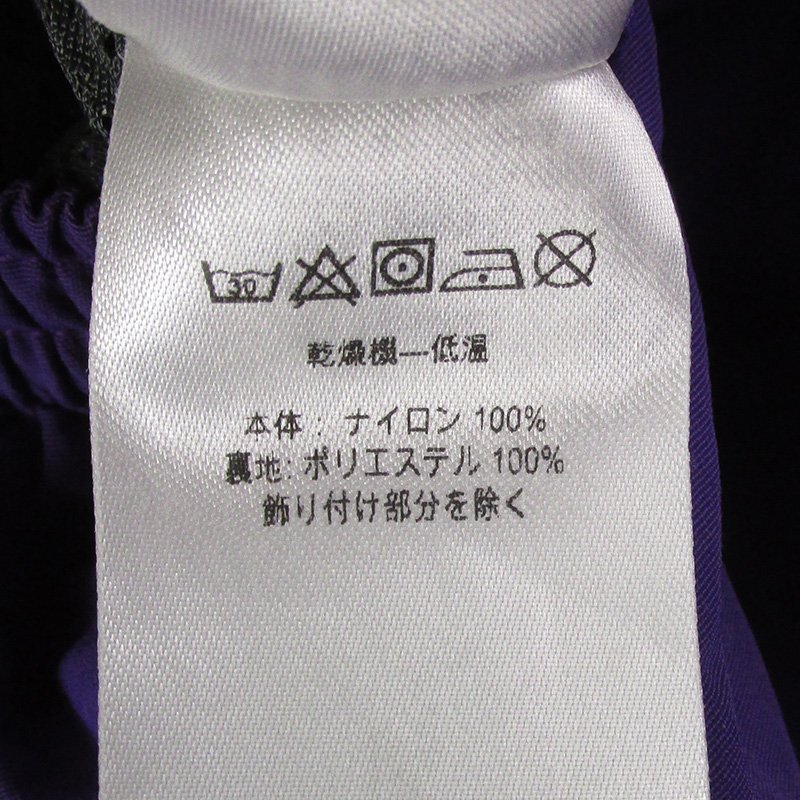 30
乾燥機―低温
本体: ナイロン 100%
裏地: ポリエステル 100%
飾り付け部分を除く